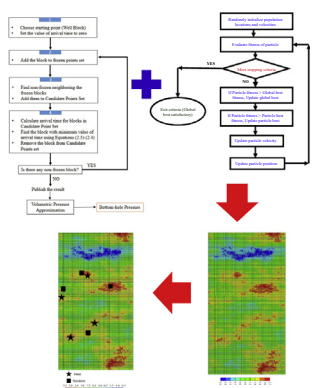 • Choose starting point (Well Block)
• Set the value of arrival time to zero
• Add the block to frozen points set
• Find non-frozen neighboring the
frozen blocks
• Add them to Candidate Points Set
• Calculate arrival time for blocks in
Candidate Point Set
• Find the block with minimum value of
arrival time using Equations (2.5)-(2.6)
• Remove the block from Candidate
Points set
Is there any non-frozen block?
YES
NO
Publish the result
Volumetric Pressure
Approximation
Bottom-hole Pressure
Randomly initialize population
locations and velocities
Evaluate fitness of particle
YES
Meet stopping criteria
NO
Exit criteria (Global
best satisfactory)
If Particle fitness > Global best
fitness, Update global best
If Particle fitness > Particle best
fitness, Update particle best
Update particle velocity
Update particle position